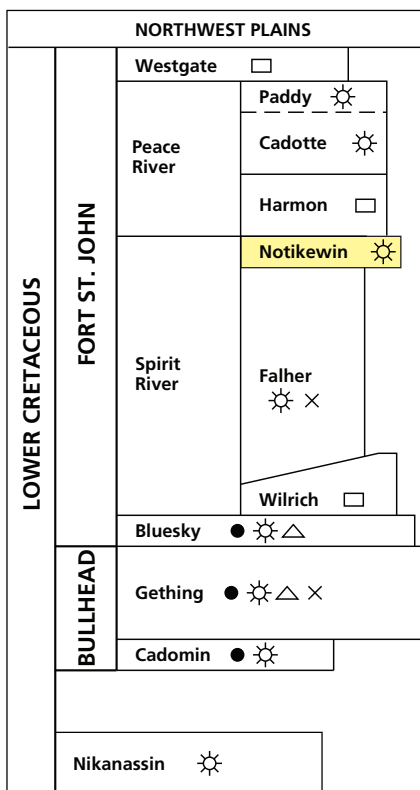 NORTHWEST PLAINS
LOWER CRETACEOUS
FORT ST. JOHN
Westgate
Peace
River
Paddy
Cadotte
Harmon
Spirit
River
Notikewin
Falher
Wilrich
Bluesky
BULLHEAD
Gething
Cadomin
Nikanassin